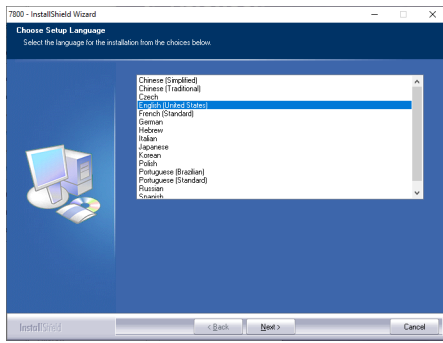 7800 - InstallShield Wizard
Choose Setup Language
Select the language for the installation from the choices below.
Chinese (Simplified)
Chinese (Traditional)
Czech
English (United States)
French (Standard)
German
Hebrew
Italian
Japanese
Korean
Polish
Portuguese (Brazilian)
Portuguese (Standard)
Russian
Spanish
InstallShield
< Back
Next >
Cancel